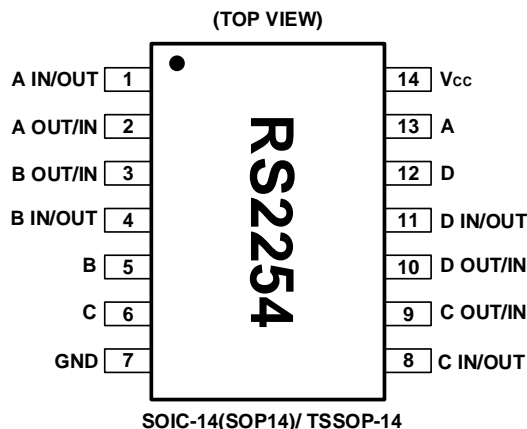 (TOP VIEW)
A IN/OUT 1
A OUT/IN 2
B OUT/IN 3
B IN/OUT 4
B 5
C 6
GND 7
RS2254
14 Vcc
13 A
12 D
11 D IN/OUT
10 D OUT/IN
9 C OUT/IN
8 C IN/OUT
SOIC-14(SOP14)/ TSSOP-14